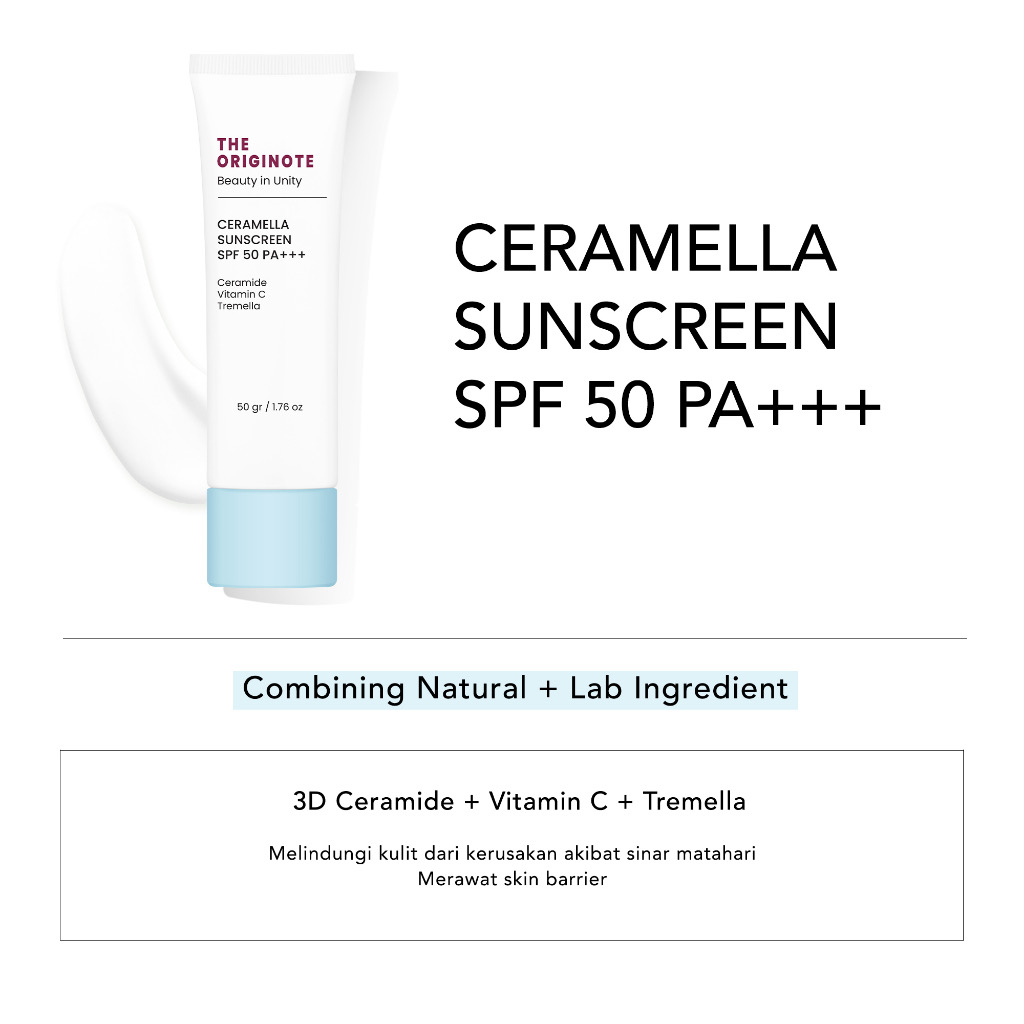 THE
ORIGINOTE
Beauty in Unity
CERAMELLA
SUNSCREEN
SPF 50 PA+++
Ceramide
Vitamin C
Tremella
50 gr / 1.76 oz
CERAMELLA
SUNSCREEN
SPF 50 PA+++
Combining Natural + Lab Ingredient
3D Ceramide + Vitamin C + Tremella
Melindungi kulit dari kerusakan akibat sinar matahari
Merawat skin barrier